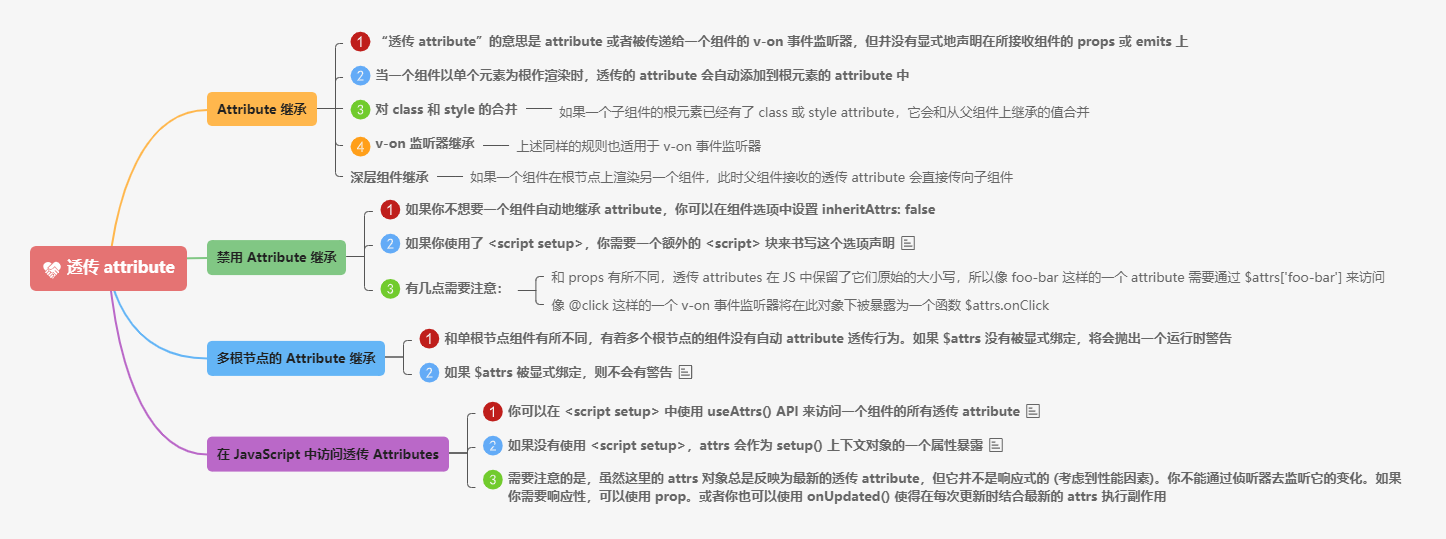 透传 attribute
Attribute 继承
1 “透传 attribute”的意思是 attribute 或者被传递给一个组件的 v-on 事件监听器，但并没有显式地声明在所接收组件的 props 或 emits 上
2 当一个组件以单个元素为根作渲染时，透传的 attribute 会自动添加到根元素的 attribute 中
3 对 class 和 style 的合并 如果一个子组件的根元素已经有了 class 或 style attribute，它会和从父组件上继承的值合并
4 v-on 监听器继承 上述同样的规则也适用于 v-on 事件监听器
深层组件继承 如果一个组件在根节点上渲染另一个组件，此时父组件接收的透传 attribute 会直接传向子组件
禁用 Attribute 继承
1 如果你不想要一个组件自动地继承 attribute，你可以在组件选项中设置 inheritAttrs: false
2 如果你使用了 <script setup>，你需要一个额外的 <script> 块来书写这个选项声明
3 有几点需要注意：
和 props 有所不同，透传 attributes 在 JS 中保留了它们原始的大小写，所以像 foo-bar 这样的一个 attribute 需要通过 $attrs['foo-bar'] 来访问
像 @click 这样的一个 v-on 事件监听器将在此对象下被暴露为一个函数 $attrs.onClick
多根节点的 Attribute 继承
1 和单根节点组件有所不同，有着多个根节点的组件没有自动 attribute 透传行为。如果 $attrs 没有被显式绑定，将会抛出一个运行时警告
2 如果 $attrs 被显式绑定，则不会有警告
在 JavaScript 中访问透传 Attributes
1 你可以在 <script setup> 中使用 useAttrs() API 来访问一个组件的所有透传 attribute
2 如果没有使用 <script setup>，attrs 会作为 setup() 上下文对象的一个属性暴露
3 需要注意的是，虽然这里的 attrs 对象总是反映为最新的透传 attribute，但它并不是响应式的 (考虑到性能因素)。你不能通过侦听器去监听它的变化。如果
你需要响应性，可以使用 prop。或者你也可以使用 onUpdated() 使得在每次更新时结合最新的 attrs 执行副作用